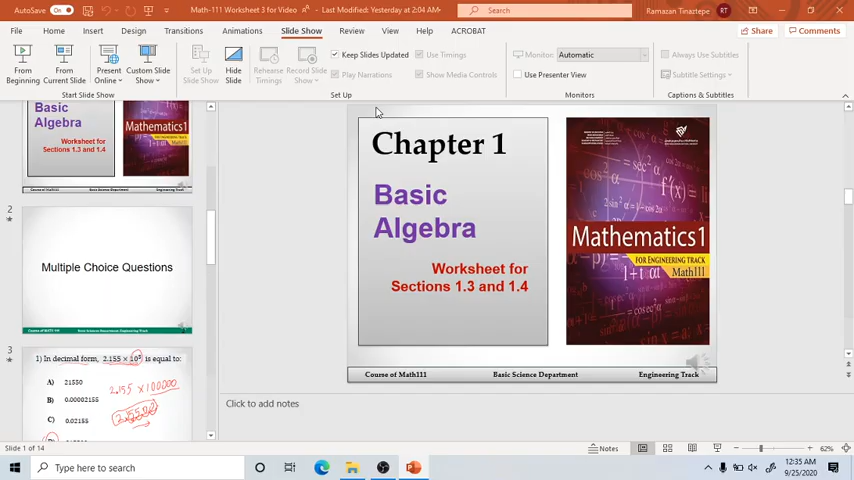 AutoSave On Math-111 Worksheet 3 for Video • Last Modified: Yesterday at 2:04 AM Search Ramazan Tinaztepe RT
File Home Insert Draw Design Transitions Animations Slide Show Review View Help ACROBAT Share Comments
From Beginning
From Current Slide
Present Online
Custom Slide Show
Set Up Slide Show
Hide Slide
Rehearse Timings
Record Slide Show
Keep Slides Updated
Play Narrations
Use Timings
Show Media Controls
Monitor: Automatic
Use Presenter View
Always Use Subtitles
Subtitle Settings
Start Slide Show Set Up Monitors Captions & Subtitles
Basic
Algebra
Worksheet for
Sections 1.3 and 1.4
Mathematics1
2
Multiple Choice Questions
3
1) In decimal form, 2.155 × 10⁵ is equal to:
A) 21550
B) 0.00002155
C) 0.02155
2.155 × 100000
Chapter 1
Basic
Algebra
Worksheet for
Sections 1.3 and 1.4
Mathematics1
FOR ENGINEERING TRACK
Math111
Course of Math111 Basic Science Department Engineering Track
Click to add notes
Slide 1 of 14 Notes 62%
Type here to search
12:35 AM
9/25/2020